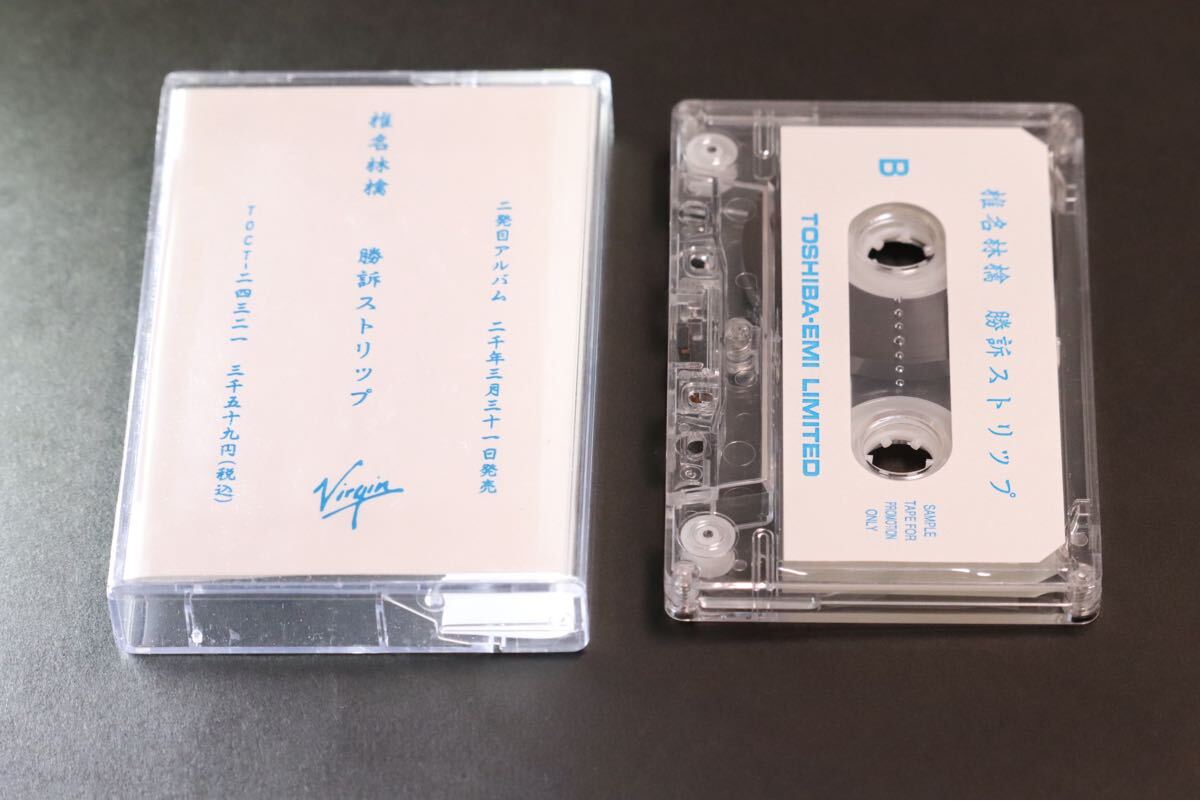 二発目アルバム 二千年三月三十一日発売
椎名林檎 勝訴ストリップ
TOCT-二四三二一 三千五十九円(税込)
Virgin
B
椎名林檎 勝訴ストリップ
TOSHIBA-EMI LIMITED
SAMPLE
TAPE FOR
PROMOTION
ONLY